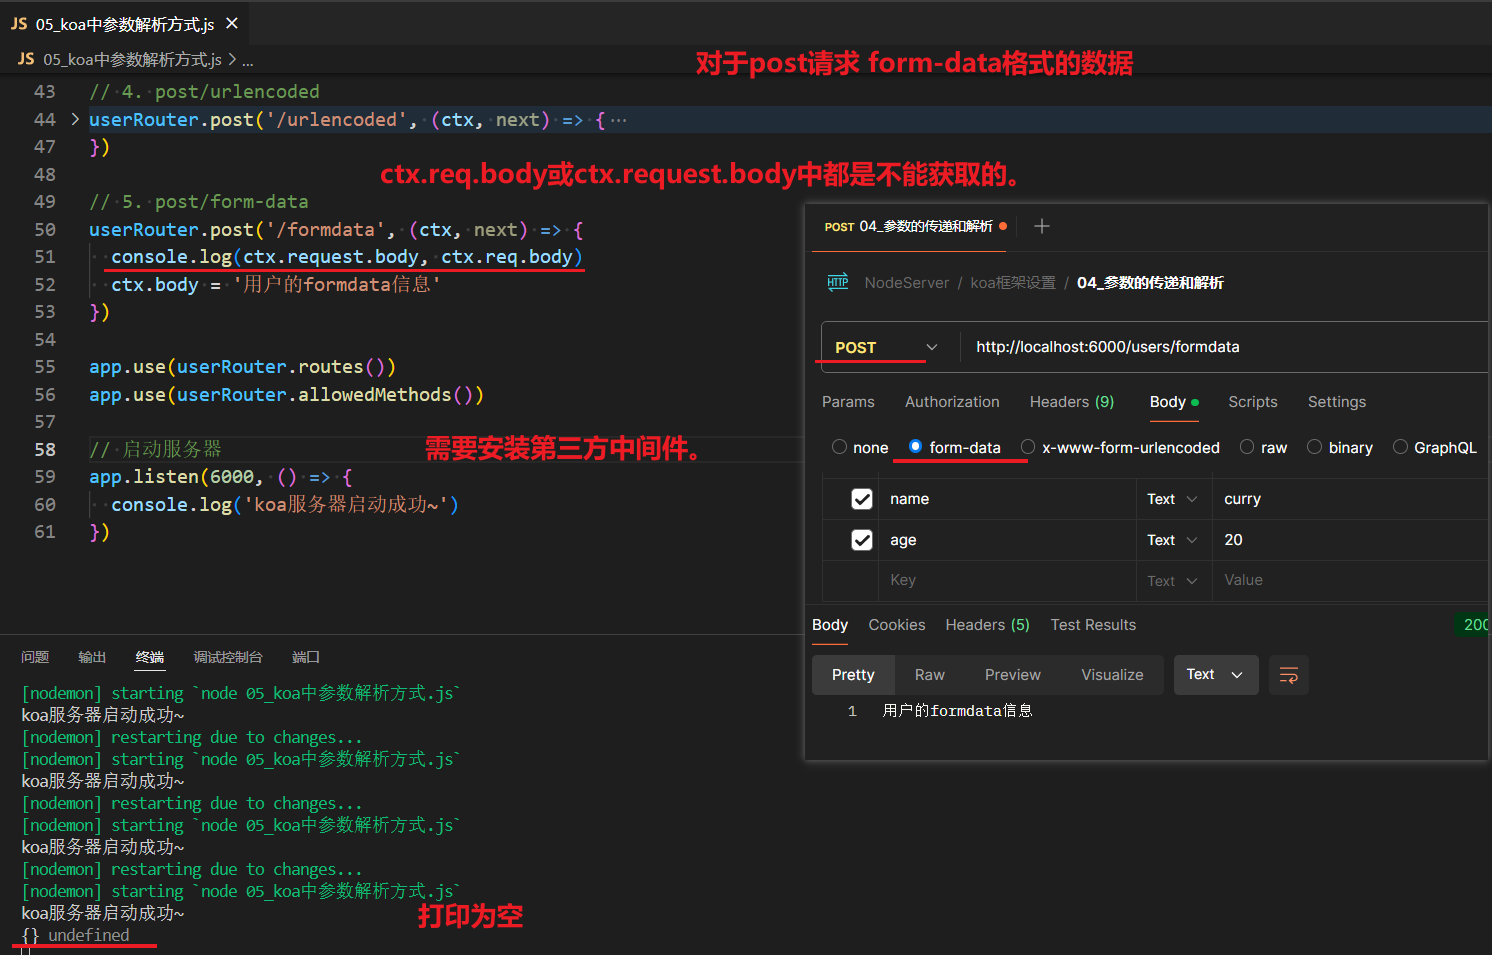 JS 05_koa中参数解析方式.js ×
JS 05_koa中参数解析方式.js > ...
对于post请求 form-data格式的数据
43 // 4. post/urlencoded
44 > userRouter.post('/urlencoded', (ctx, next) => { ···
47 })
48
ctx.req.body或ctx.request.body中都是不能获取的。
49 // 5. post/form-data
50 userRouter.post('/formdata', (ctx, next) => {
51 console.log(ctx.request.body, ctx.req.body)
52 ctx.body = '用户的formdata信息'
53 })
54
55 app.use(userRouter.routes())
56 app.use(userRouter.allowedMethods())
57
58 // 启动服务器
需要安装第三方中间件。
59 app.listen(6000, () => {
60 console.log('koa服务器启动成功~')
61 })
POST 04_参数的传递和解析
HTTP NodeServer / koa框架设置 / 04_参数的传递和解析
POST http://localhost:6000/users/formdata
Params Authorization Headers (9) Body Scripts Settings
none form-data x-www-form-urlencoded raw binary GraphQL
name Text curry
age Text 20
Key Text Value
Body Cookies Headers (5) Test Results 200
Pretty Raw Preview Visualize Text
1 用户的formdata信息
问题 输出 终端 调试控制台 端口
[nodemon] starting `node 05_koa中参数解析方式.js`
koa服务器启动成功~
[nodemon] restarting due to changes...
[nodemon] starting `node 05_koa中参数解析方式.js`
koa服务器启动成功~
[nodemon] restarting due to changes...
[nodemon] starting `node 05_koa中参数解析方式.js`
koa服务器启动成功~
[nodemon] restarting due to changes...
[nodemon] starting `node 05_koa中参数解析方式.js`
koa服务器启动成功~
打印为空
{} undefined